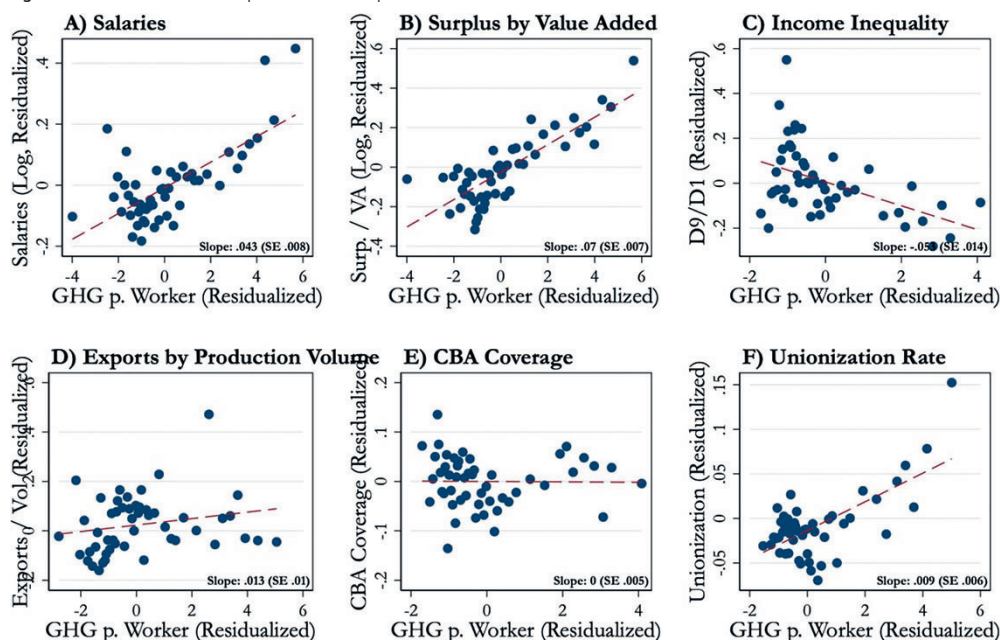 A) Salaries
Salaries (Log, Residualized)
.4
.2
0
-.2
-4 -2 0 2 4 6
Slope: .043 (SE .008)
GHG p. Worker (Residualized)
B) Surplus by Value Added
Surp. / VA (Log, Residualized)
.6
.4
.2
0
-.2
-.4
-4 -2 0 2 4 6
Slope: .07 (SE .007)
GHG p. Worker (Residualized)
C) Income Inequality
D9/D1 (Residualized)
.6
.4
.2
0
.2
-2 0 2 4
Slope: -.053 (SE .014)
GHG p. Worker (Residualized)
D) Exports by Production Volume
Exports / Vol. (Residualized)
.4
.2
0
-2 0 2 4 6
Slope: .013 (SE .01)
GHG p. Worker (Residualized)
E) CBA Coverage
CBA Coverage (Residualized)
.2
.1
0
-.1
-.2
-2 0 2 4
Slope: 0 (SE .005)
GHG p. Worker (Residualized)
F) Unionization Rate
Unionization (Residualized)
.15
.1
.05
0
-.05
-2 0 2 4 6
Slope: .009 (SE .006)
GHG p. Worker (Residualized)